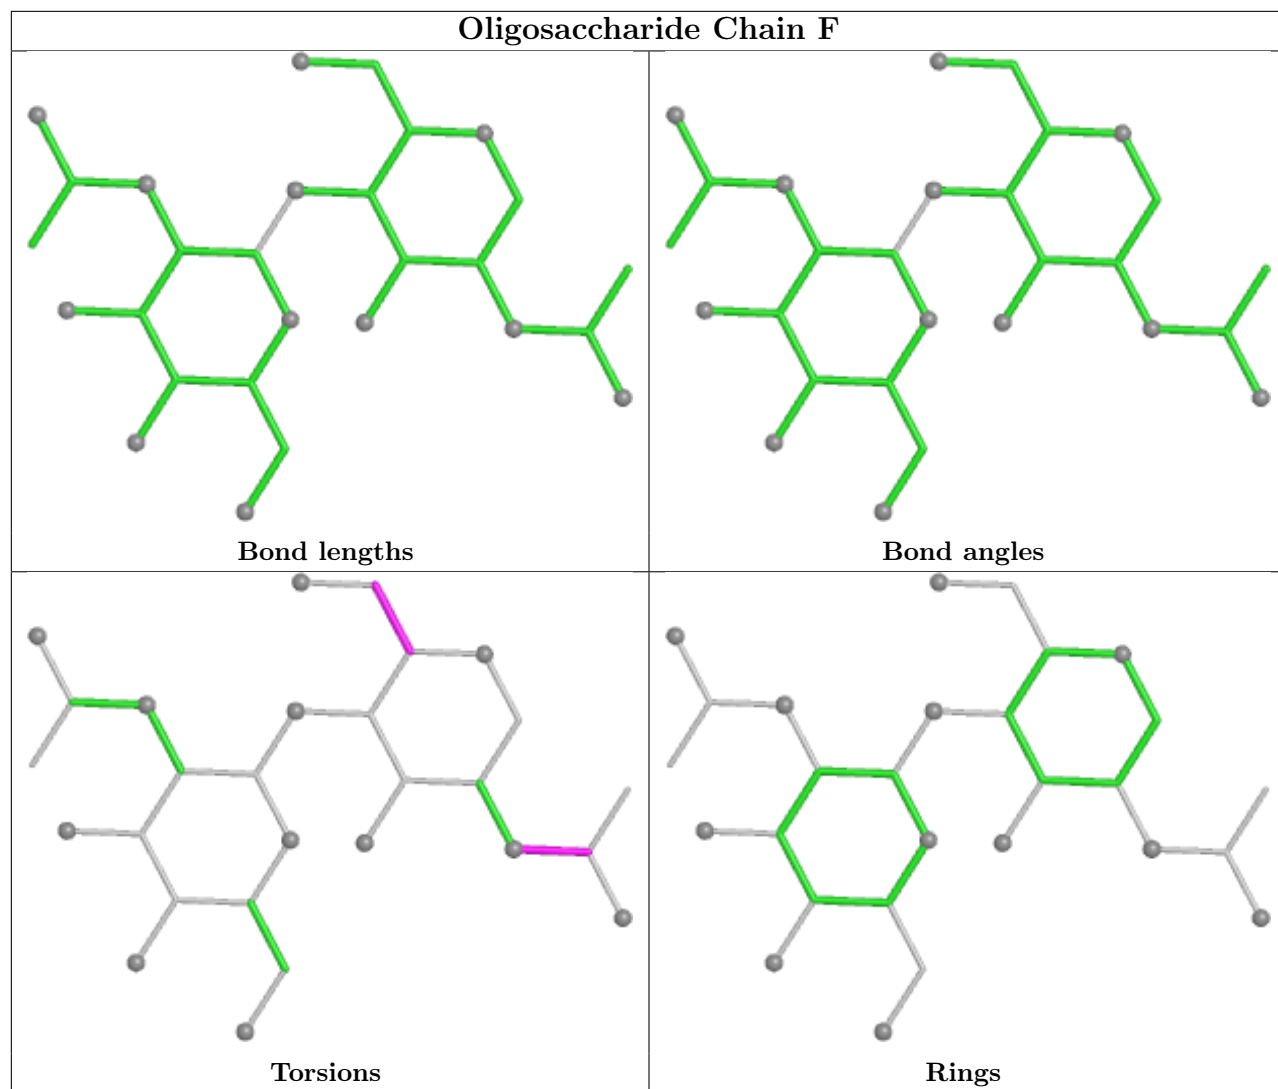 Oligosaccharide Chain F
Bond lengths
Bond angles
Torsions
Rings